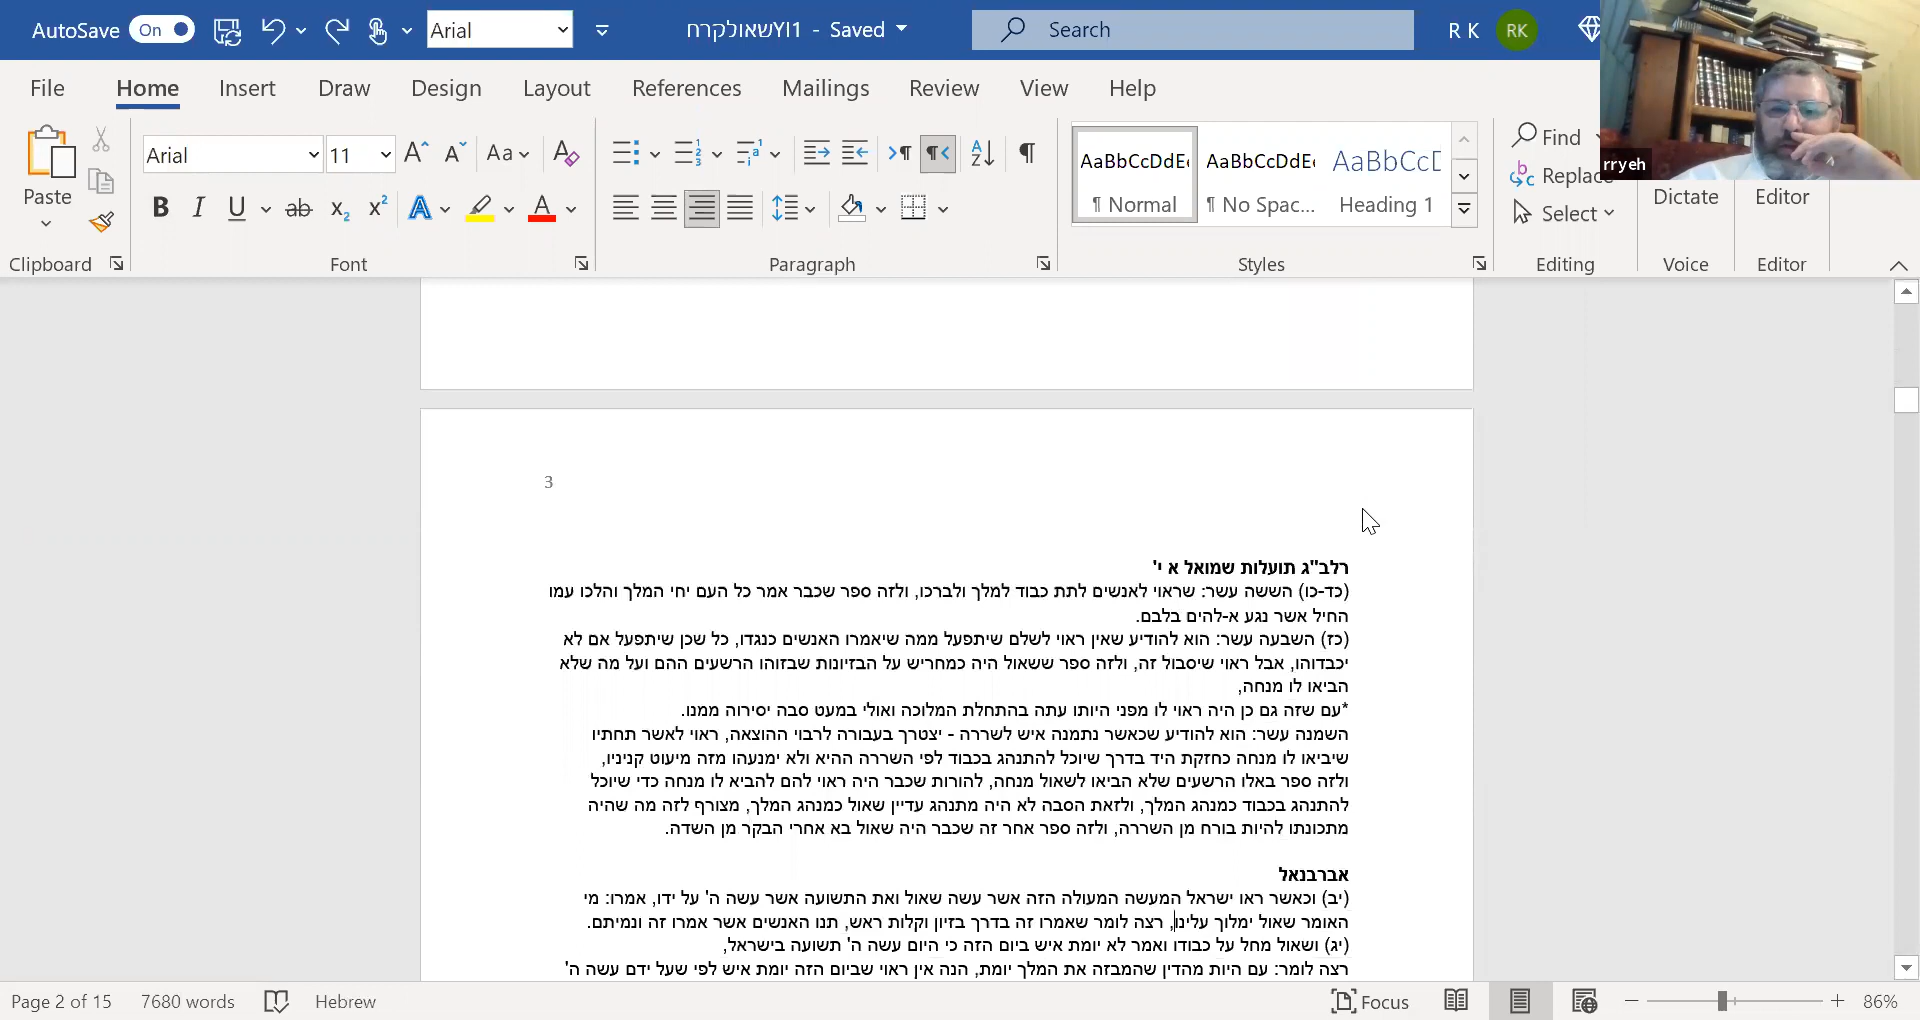 AutoSave On Arial שאולקרחYI1 - Saved Search R K RK
File Home Insert Draw Design Layout References Mailings Review View Help
Paste Arial 11 Aa
AaBbCcDdEe AaBbCcDdEe AaBbCcD
¶ Normal ¶ No Spac... Heading 1
Find
Replace
Select
Dictate Editor
rryeh
Clipboard Font Paragraph Styles Editing Voice Editor
3
רלב"ג תועלות שמואל א י'
(כד-כו) הששה עשר: שראוי לאנשים לתת כבוד למלך ולברכו, ולזה ספר שכבר אמר כל העם יחי המלך והלכו עמו
החיל אשר נגע א-להים בלבם.
(כז) השבעה עשר: הוא להודיע שאין ראוי לשלם שיתפעל ממה שיאמרו האנשים כנגדו, כל שכן שיתפעל אם לא
יכבדוהו, אבל ראוי שיסבול זה, ולזה ספר ששאול היה כמחריש על הבזיונות שבזוהו הרשעים ההם ועל מה שלא
הביאו לו מנחה,
*עם שזה גם כן היה ראוי לו מפני היותו עתה בהתחלת המלוכה ואולי במעט סבה יסירוה ממנו.
השמנה עשר: הוא להודיע שכאשר נתמנה איש לשררה - יצטרך בעבורה לרבוי ההוצאה, ראוי לאשר תחתיו
שיביאו לו מנחה כחזקת היד בדרך שיוכל להתנהג בכבוד לפי השררה ההיא ולא ימנעהו מזה מיעוט קניניו,
ולזה ספר באלו הרשעים שלא הביאו לשאול מנחה, להורות שכבר היה ראוי להם להביא לו מנחה כדי שיוכל
להתנהג בכבוד כמנהג המלך, ולזאת הסבה לא היה מתנהג עדיין שאול כמנהג המלך, מצורף לזה מה שהיה
מתכונתו להיות בורח מן השררה, ולזה ספר אחר זה שכבר היה שאול בא אחרי הבקר מן השדה.
אברבנאל
(יב) וכאשר ראו ישראל המעשה המעולה הזה אשר עשה שאול ואת התשועה אשר עשה ה' על ידו, אמרו: מי
האומר שאול ימלוך עלינו, רצה לומר שאמרו זה בדרך בזיון וקלות ראש, תנו האנשים אשר אמרו זה ונמיתם.
(יג) ושאול מחל על כבודו ואמר לא יומת איש ביום הזה כי היום עשה ה' תשועה בישראל,
רצה לומר: עם היות מהדין שהמבזה את המלך יומת, הנה אין ראוי שביום הזה יומת איש לפי שעל ידם עשה ה'
Page 2 of 15 7680 words Hebrew Focus 86%